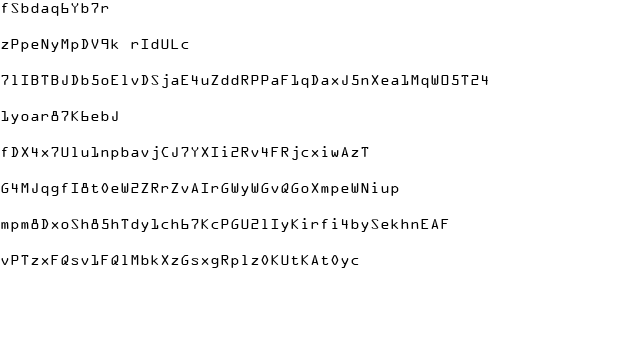 fSbdaq6Yb7r
zPpeNyMpDV9k rIdULc
7lIBTBJDb5oElvDSjaE4uZddRPPaF1qDaxJ5nXea1MqWO5T24
1yoar87K6ebJ
fDX4x7Ulu1npbavjCJ7YXIi2Rv4FRjcxiwAzT
G4MJqgfI8t0eW2ZRrZvAIrGWyWGvQGoXmpeWNiup
mpm8DxoSh85hTdy1ch67KcPGU2lIyKirfi4bySekhnEAF
vPTzxFQsv1FQlMbkXzGsxgRplz0KUtKAt0yc